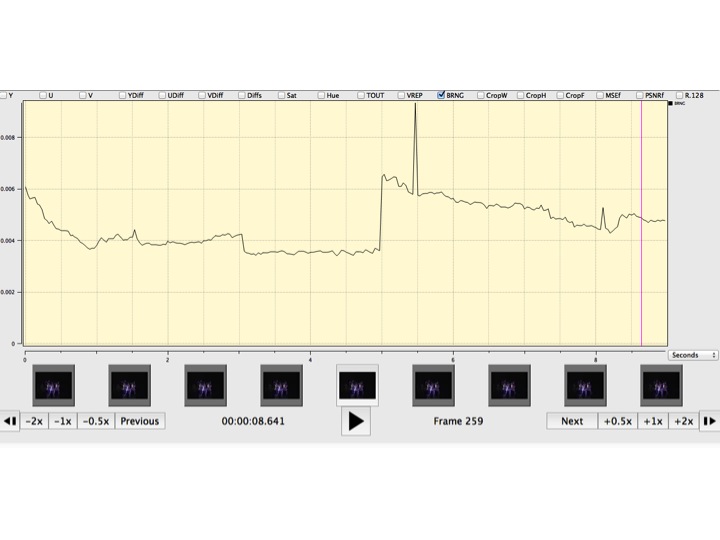 Y U V YDiff UDiff VDiff Diffs Sat Hue TOUT VREP BRNG CropW CropH CropF MSEf PSNRf R.128
BRNG
0.008
0.006
0.004
0.002
0
0 2 4 6 8
Seconds
-2x -1x -0.5x Previous 00:00:08.641 Frame 259 Next +0.5x +1x +2x